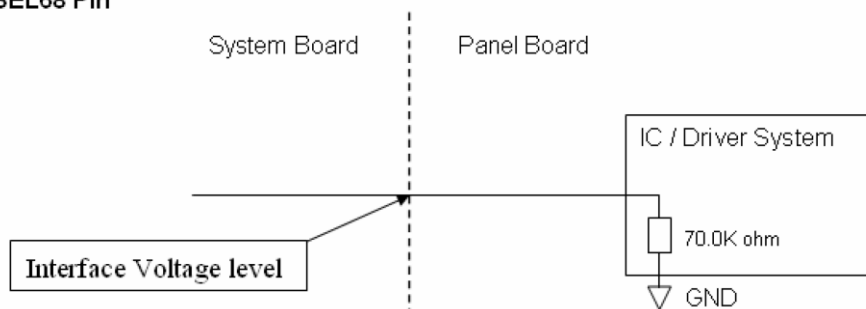 SEL68 Pin
System Board
Panel Board
IC / Driver System
70.0K ohm
Interface Voltage level
GND